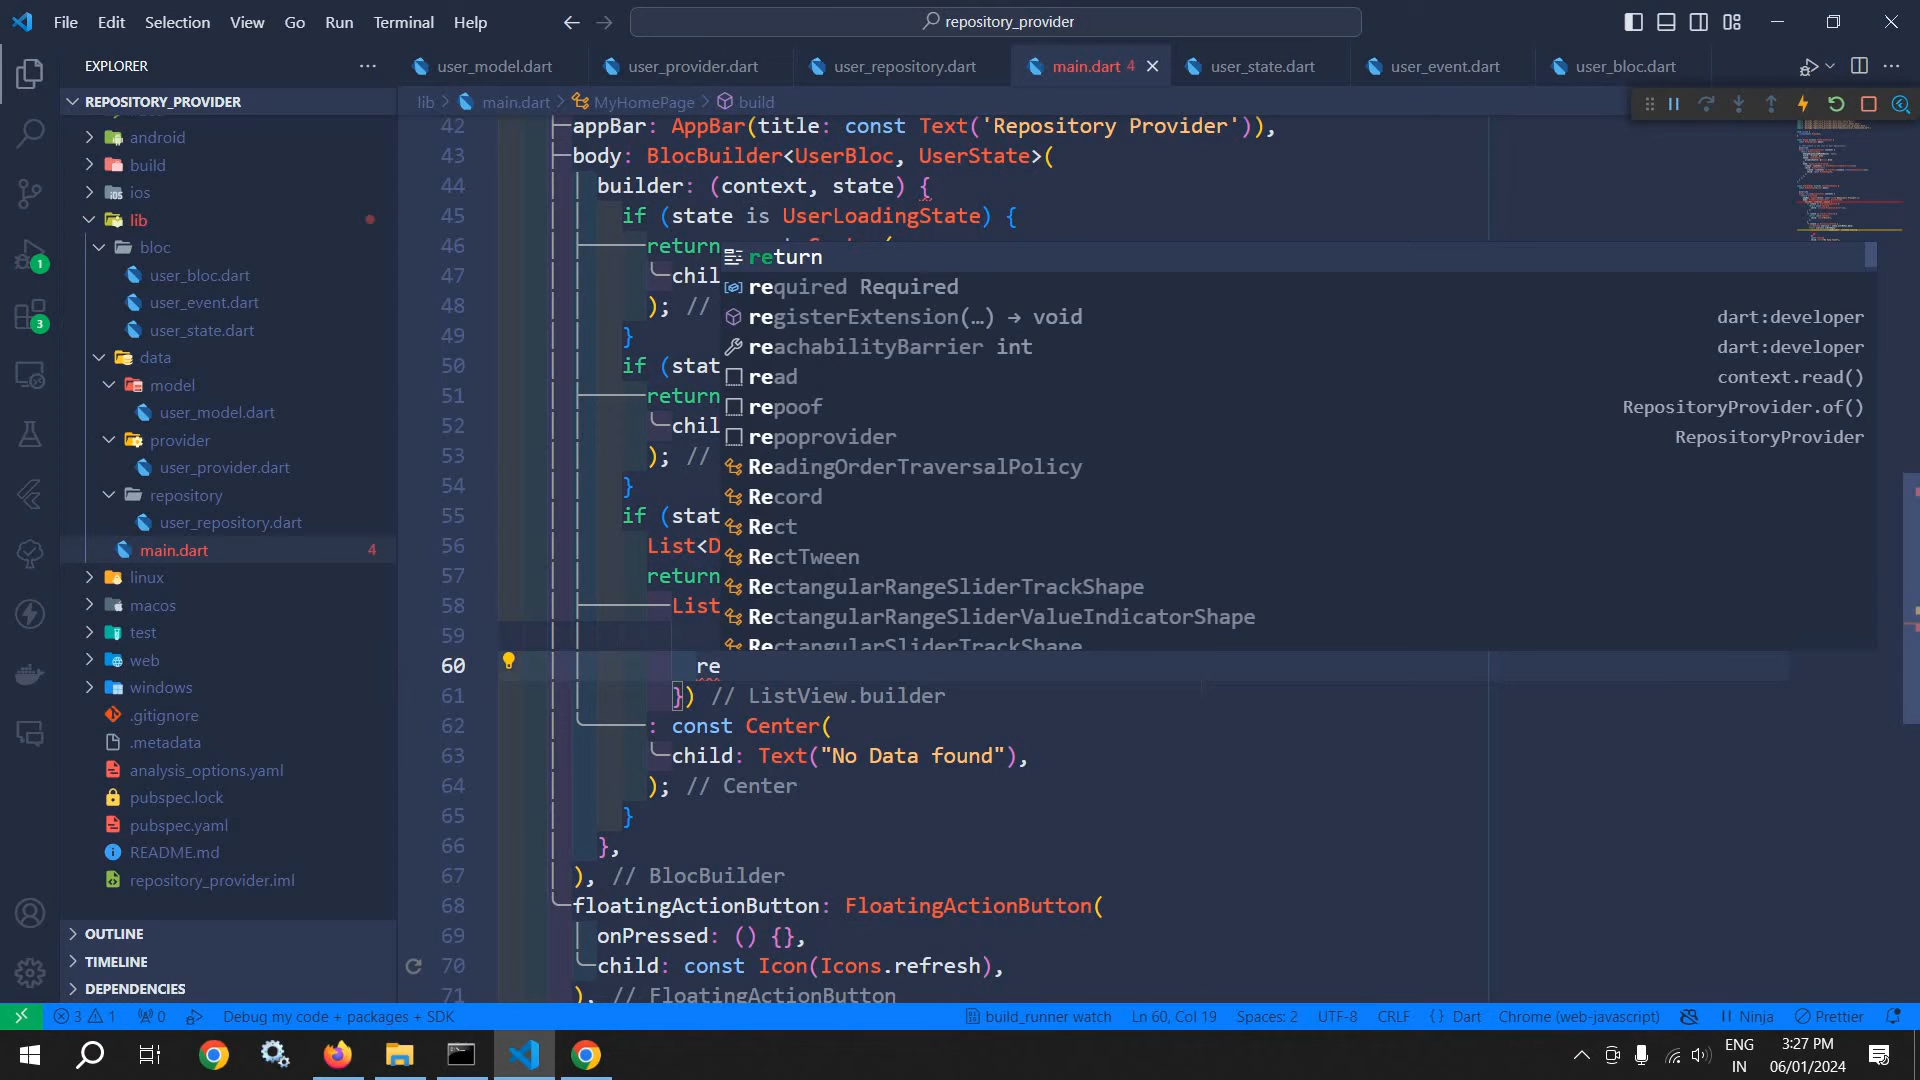 File Edit Selection View Go Run Terminal Help
repository_provider
EXPLORER
REPOSITORY_PROVIDER
android
build
ios
lib
bloc
user_bloc.dart
user_event.dart
user_state.dart
data
model
user_model.dart
provider
user_provider.dart
repository
user_repository.dart
main.dart 4
linux
macos
test
web
windows
.gitignore
.metadata
analysis_options.yaml
pubspec.lock
pubspec.yaml
README.md
repository_provider.iml
OUTLINE
TIMELINE
DEPENDENCIES
1
3
user_model.dart user_provider.dart user_repository.dart main.dart 4 user_state.dart user_event.dart user_bloc.dart
lib main.dart MyHomePage build
42 appBar: AppBar(title: const Text('Repository Provider')),
43 body: BlocBuilder<UserBloc, UserState>(
44 builder: (context, state) {
45 if (state is UserLoadingState) {
46 return
47 chil
48 ); //
49 }
50 if (stat
51 return
52 chil
53 ); //
54 }
55 if (stat
56 List<D
57 return
58 List
59
60 re
61 }) // ListView.builder
62 : const Center(
63 child: Text("No Data found"),
64 ); // Center
65 }
66 },
67 ), // BlocBuilder
68 floatingActionButton: FloatingActionButton(
69 onPressed: () {},
70 child: const Icon(Icons.refresh),
71 ), // FloatingActionButton
return
required Required
registerExtension(…) → void dart:developer
reachabilityBarrier int dart:developer
read context.read()
repoof RepositoryProvider.of()
repoprovider RepositoryProvider
ReadingOrderTraversalPolicy
Record
Rect
RectTween
RectangularRangeSliderTrackShape
RectangularRangeSliderValueIndicatorShape
RectangularSliderTrackShape
3 1 0 Debug my code + packages + SDK build_runner watch Ln 60, Col 19 Spaces: 2 UTF-8 CRLF {} Dart Chrome (web-javascript) Ninja Prettier
ENG
IN
3:27 PM
06/01/2024